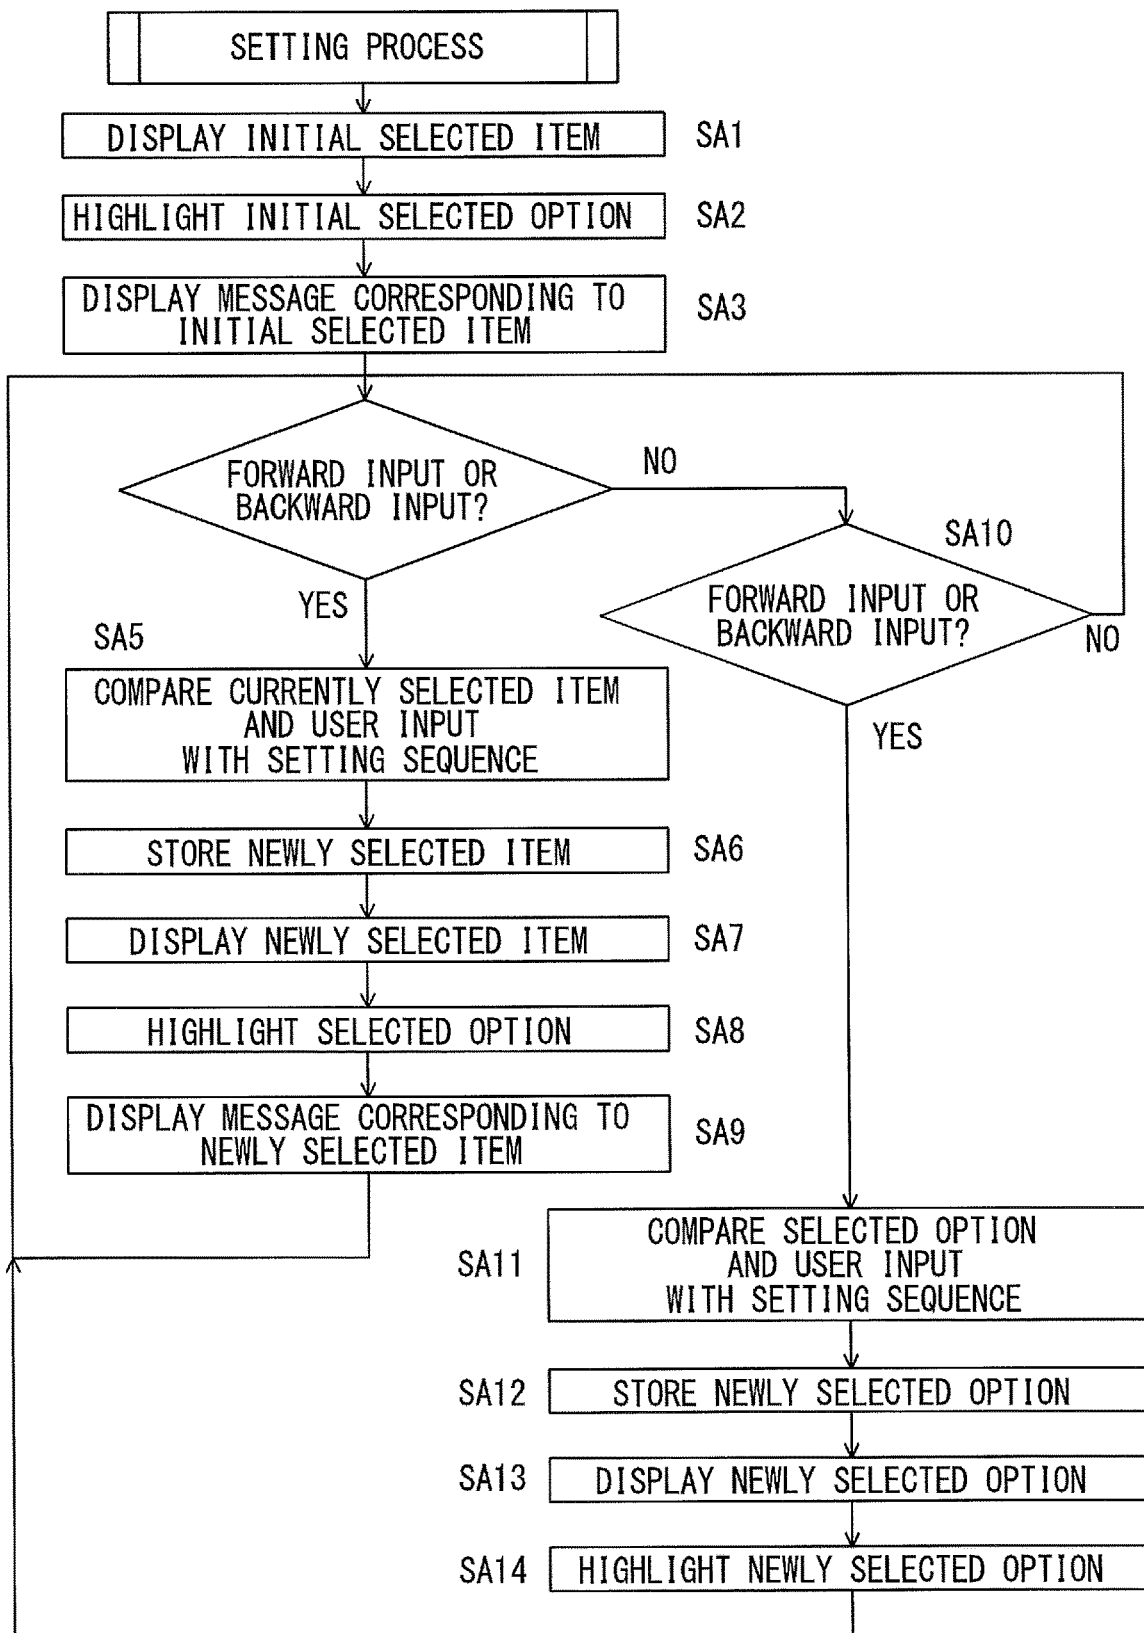 SETTING PROCESS
DISPLAY INITIAL SELECTED ITEM
SA1
HIGHLIGHT INITIAL SELECTED OPTION
SA2
DISPLAY MESSAGE CORRESPONDING TO
INITIAL SELECTED ITEM
SA3
FORWARD INPUT OR
BACKWARD INPUT?
NO
YES
SA10
FORWARD INPUT OR
BACKWARD INPUT?
NO
YES
SA5
COMPARE CURRENTLY SELECTED ITEM
AND USER INPUT
WITH SETTING SEQUENCE
STORE NEWLY SELECTED ITEM
SA6
DISPLAY NEWLY SELECTED ITEM
SA7
HIGHLIGHT SELECTED OPTION
SA8
DISPLAY MESSAGE CORRESPONDING TO
NEWLY SELECTED ITEM
SA9
SA11
COMPARE SELECTED OPTION
AND USER INPUT
WITH SETTING SEQUENCE
SA12
STORE NEWLY SELECTED OPTION
SA13
DISPLAY NEWLY SELECTED OPTION
SA14
HIGHLIGHT NEWLY SELECTED OPTION